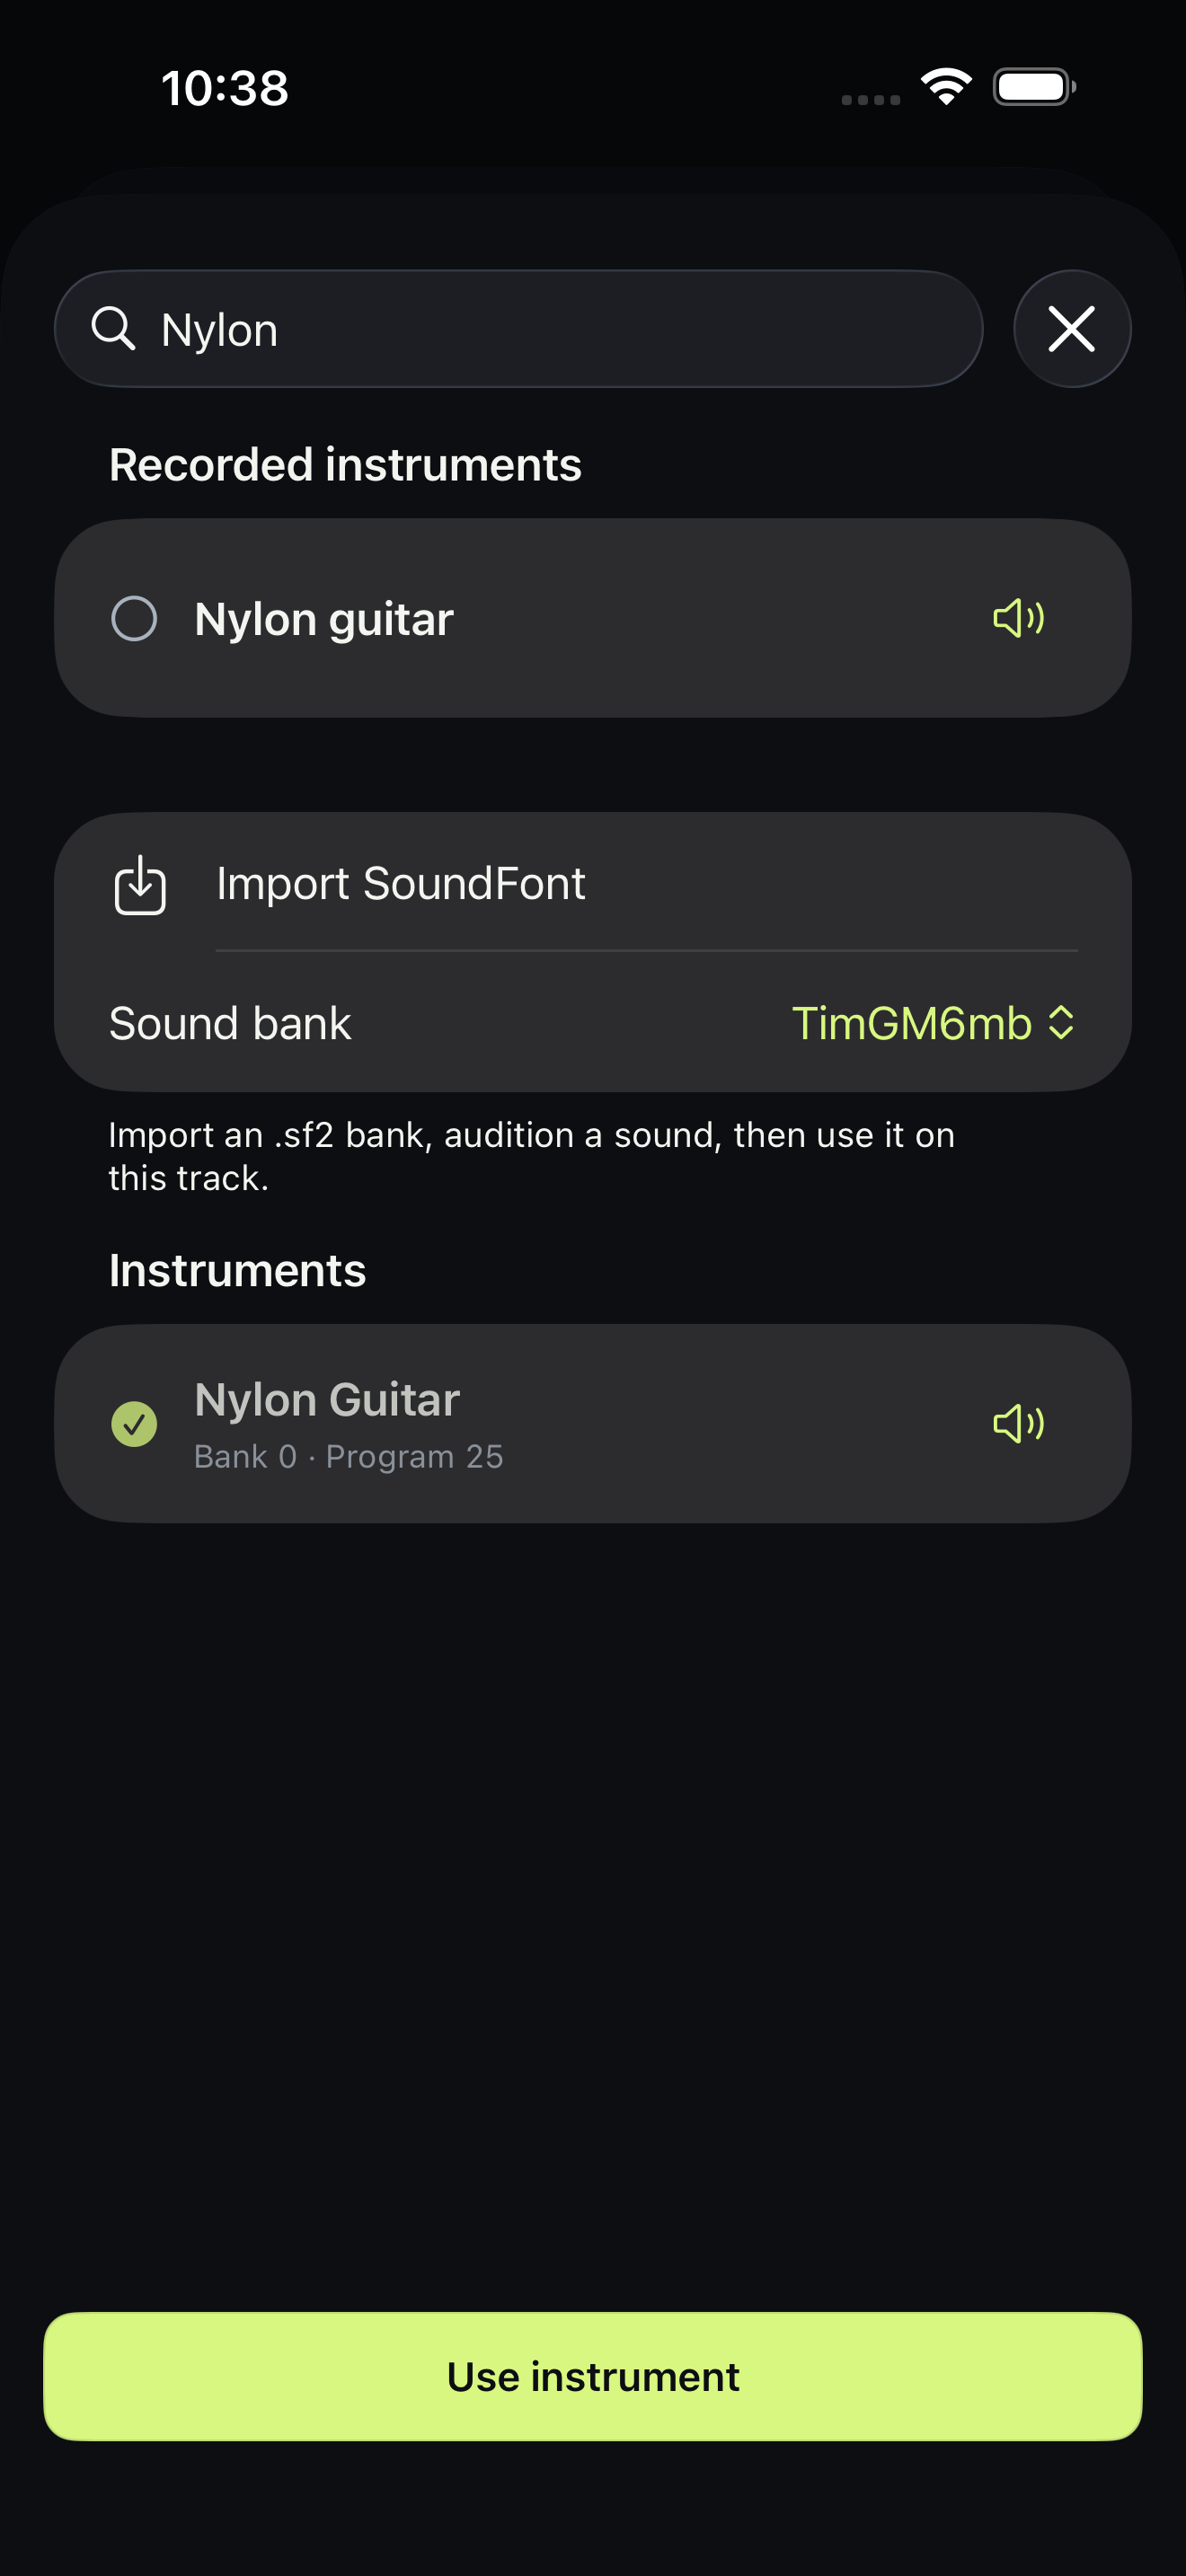 10:38
Nylon
Recorded instruments
Nylon guitar
Import SoundFont
Sound bank TimGM6mb
Import an .sf2 bank, audition a sound, then use it on
this track.
Instruments
Nylon Guitar
Bank 0 · Program 25
Use instrument